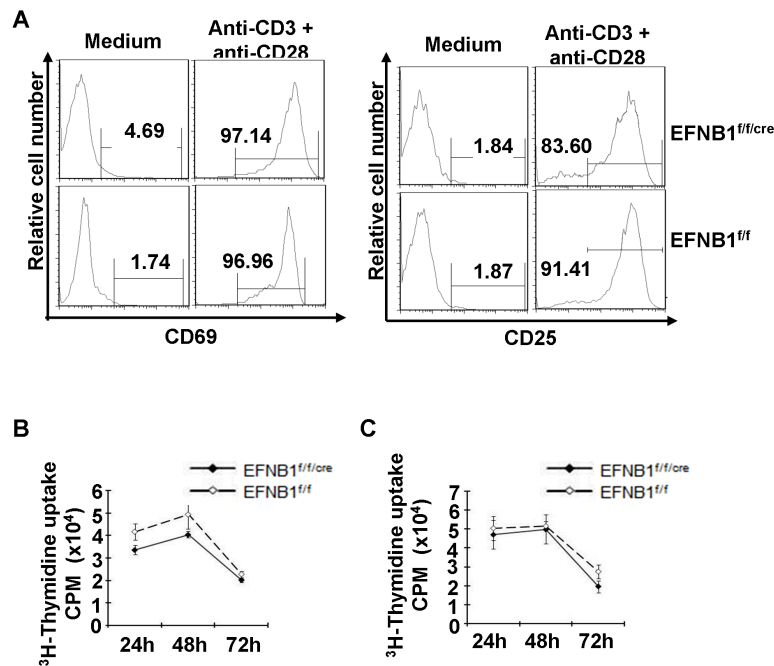 A
Medium
Anti-CD3 +
anti-CD28
Medium
Anti-CD3 +
anti-CD28
Relative cell number
4.69
97.14
1.74
96.96
CD69
Relative cell number
1.84
83.60
EFNB1f/f/cre
1.87
91.41
EFNB1f/f
CD25
B
EFNB1f/f/cre
EFNB1f/f
3H-Thymidine uptake
CPM (x10⁴)
6
5
4
3
2
1
0
24h 48h 72h
C
EFNB1f/f/cre
EFNB1f/f
3H-Thymidine uptake
CPM (x10⁴)
7
6
5
4
3
2
1
0
24h 48h 72h